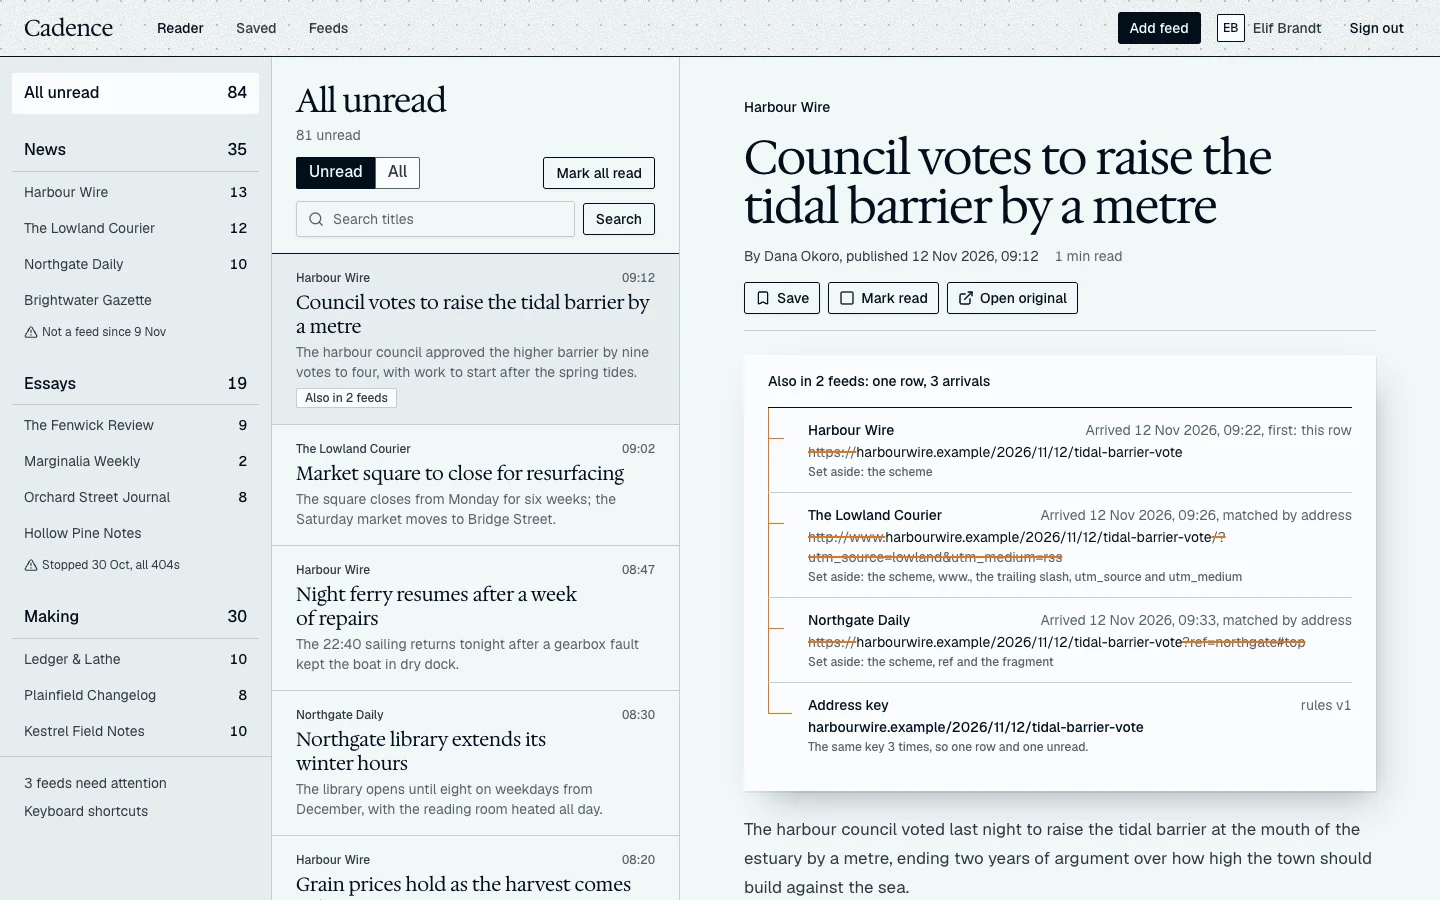 Cadence
Reader
Saved
Feeds
Add feed
EB
Elif Brandt
Sign out
All unread
84
News
35
Harbour Wire
13
The Lowland Courier
12
Northgate Daily
10
Brightwater Gazette
Not a feed since 9 Nov
Essays
19
The Fenwick Review
9
Marginalia Weekly
2
Orchard Street Journal
8
Hollow Pine Notes
Stopped 30 Oct, all 404s
Making
30
Ledger & Lathe
10
Plainfield Changelog
8
Kestrel Field Notes
10
3 feeds need attention
Keyboard shortcuts
All unread
81 unread
Unread
All
Mark all read
Search titles
Search
Harbour Wire
09:12
Council votes to raise the tidal barrier by
a metre
The harbour council approved the higher barrier by nine
votes to four, with work to start after the spring tides.
Also in 2 feeds
The Lowland Courier
09:02
Market square to close for resurfacing
The square closes from Monday for six weeks; the
Saturday market moves to Bridge Street.
Harbour Wire
08:47
Night ferry resumes after a week
of repairs
The 22:40 sailing returns tonight after a gearbox fault
kept the boat in dry dock.
Northgate Daily
08:30
Northgate library extends its
winter hours
The library opens until eight on weekdays from
December, with the reading room heated all day.
Harbour Wire
08:20
Grain prices hold as the harvest comes
Harbour Wire
Council votes to raise the
tidal barrier by a metre
By Dana Okoro, published 12 Nov 2026, 09:12
1 min read
Save
Mark read
Open original
Also in 2 feeds: one row, 3 arrivals
Harbour Wire
Arrived 12 Nov 2026, 09:22, first: this row
https://harbourwire.example/2026/11/12/tidal-barrier-vote
Set aside: the scheme
The Lowland Courier
Arrived 12 Nov 2026, 09:26, matched by address
http://www.harbourwire.example/2026/11/12/tidal-barrier-vote/?
utm_source=lowland&utm_medium=rss
Set aside: the scheme, www., the trailing slash, utm_source and utm_medium
Northgate Daily
Arrived 12 Nov 2026, 09:33, matched by address
https://harbourwire.example/2026/11/12/tidal-barrier-vote?ref=northgate#top
Set aside: the scheme, ref and the fragment
Address key
rules v1
harbourwire.example/2026/11/12/tidal-barrier-vote
The same key 3 times, so one row and one unread.
The harbour council voted last night to raise the tidal barrier at the mouth of the
estuary by a metre, ending two years of argument over how high the town should
build against the sea.